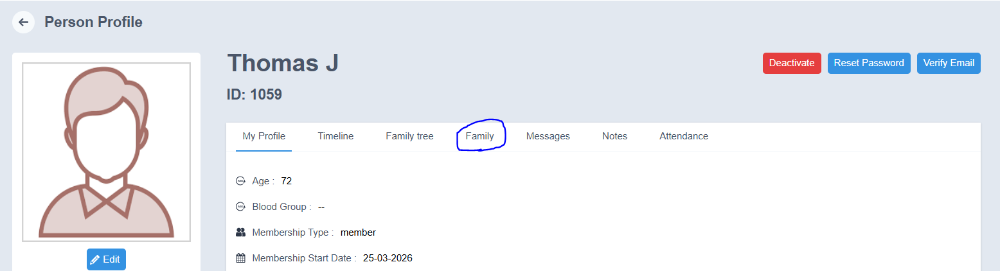 Person Profile
Thomas J
Deactivate Reset Password Verify Email
ID: 1059
My Profile Timeline Family tree Family Messages Notes Attendance
Age : 72
Blood Group : --
Membership Type : member
Membership Start Date : 25-03-2026
Edit